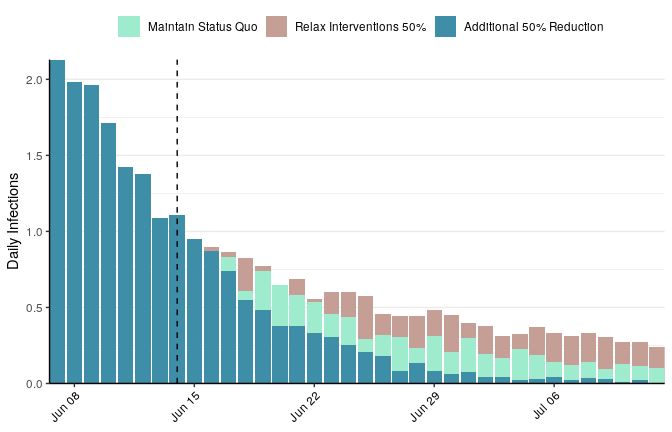 Maintain Status Quo Relax Interventions 50% Additional 50% Reduction
Daily Infections
2.0
1.5
1.0
0.5
0.0
Jun 08 Jun 15 Jun 22 Jun 29 Jul 06